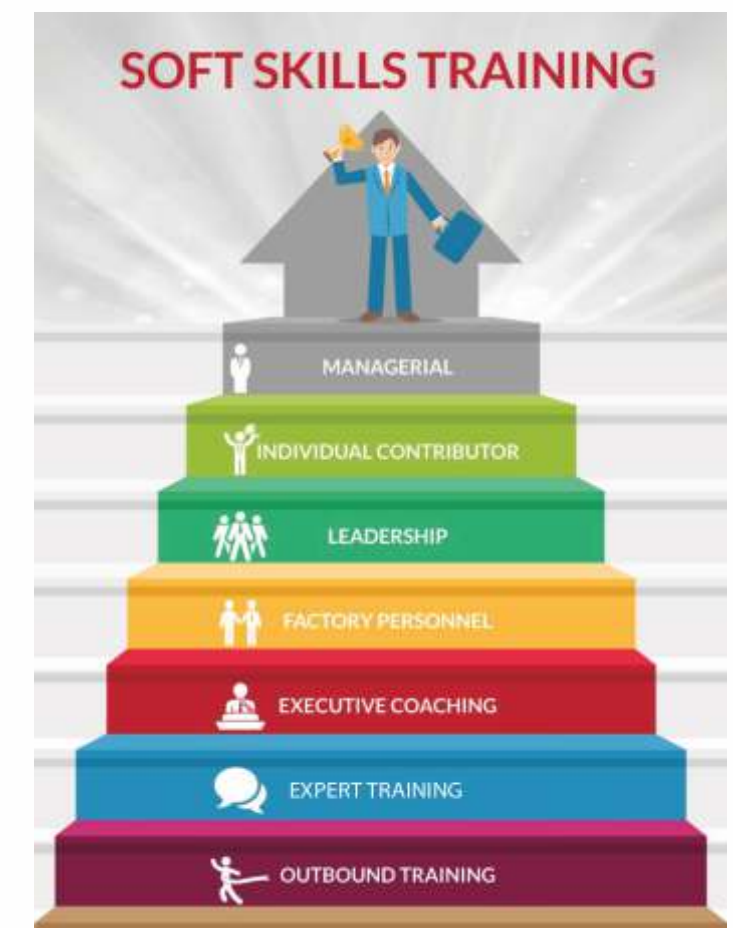 SOFT SKILLS TRAINING
MANAGERIAL
INDIVIDUAL CONTRIBUTOR
LEADERSHIP
FACTORY PERSONNEL
EXECUTIVE COACHING
EXPERT TRAINING
OUTBOUND TRAINING